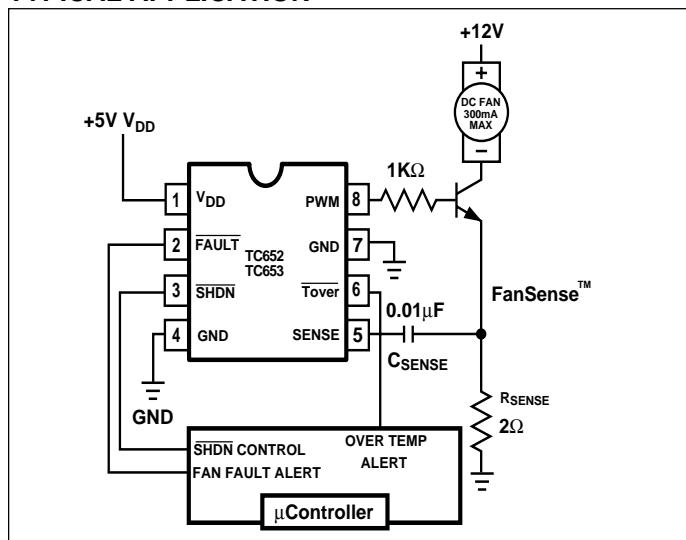 +12V
+
DC FAN
300mA
MAX
−
+5V VDD
1KΩ
1 VDD
PWM 8
2 FAULT
GND 7
TC652
TC653
3 SHDN
Tover 6
4 GND
SENSE 5
FanSense™
0.01µF
CSENSE
GND
RSENSE
2Ω
SHDN CONTROL
OVER TEMP
ALERT
FAN FAULT ALERT
µController